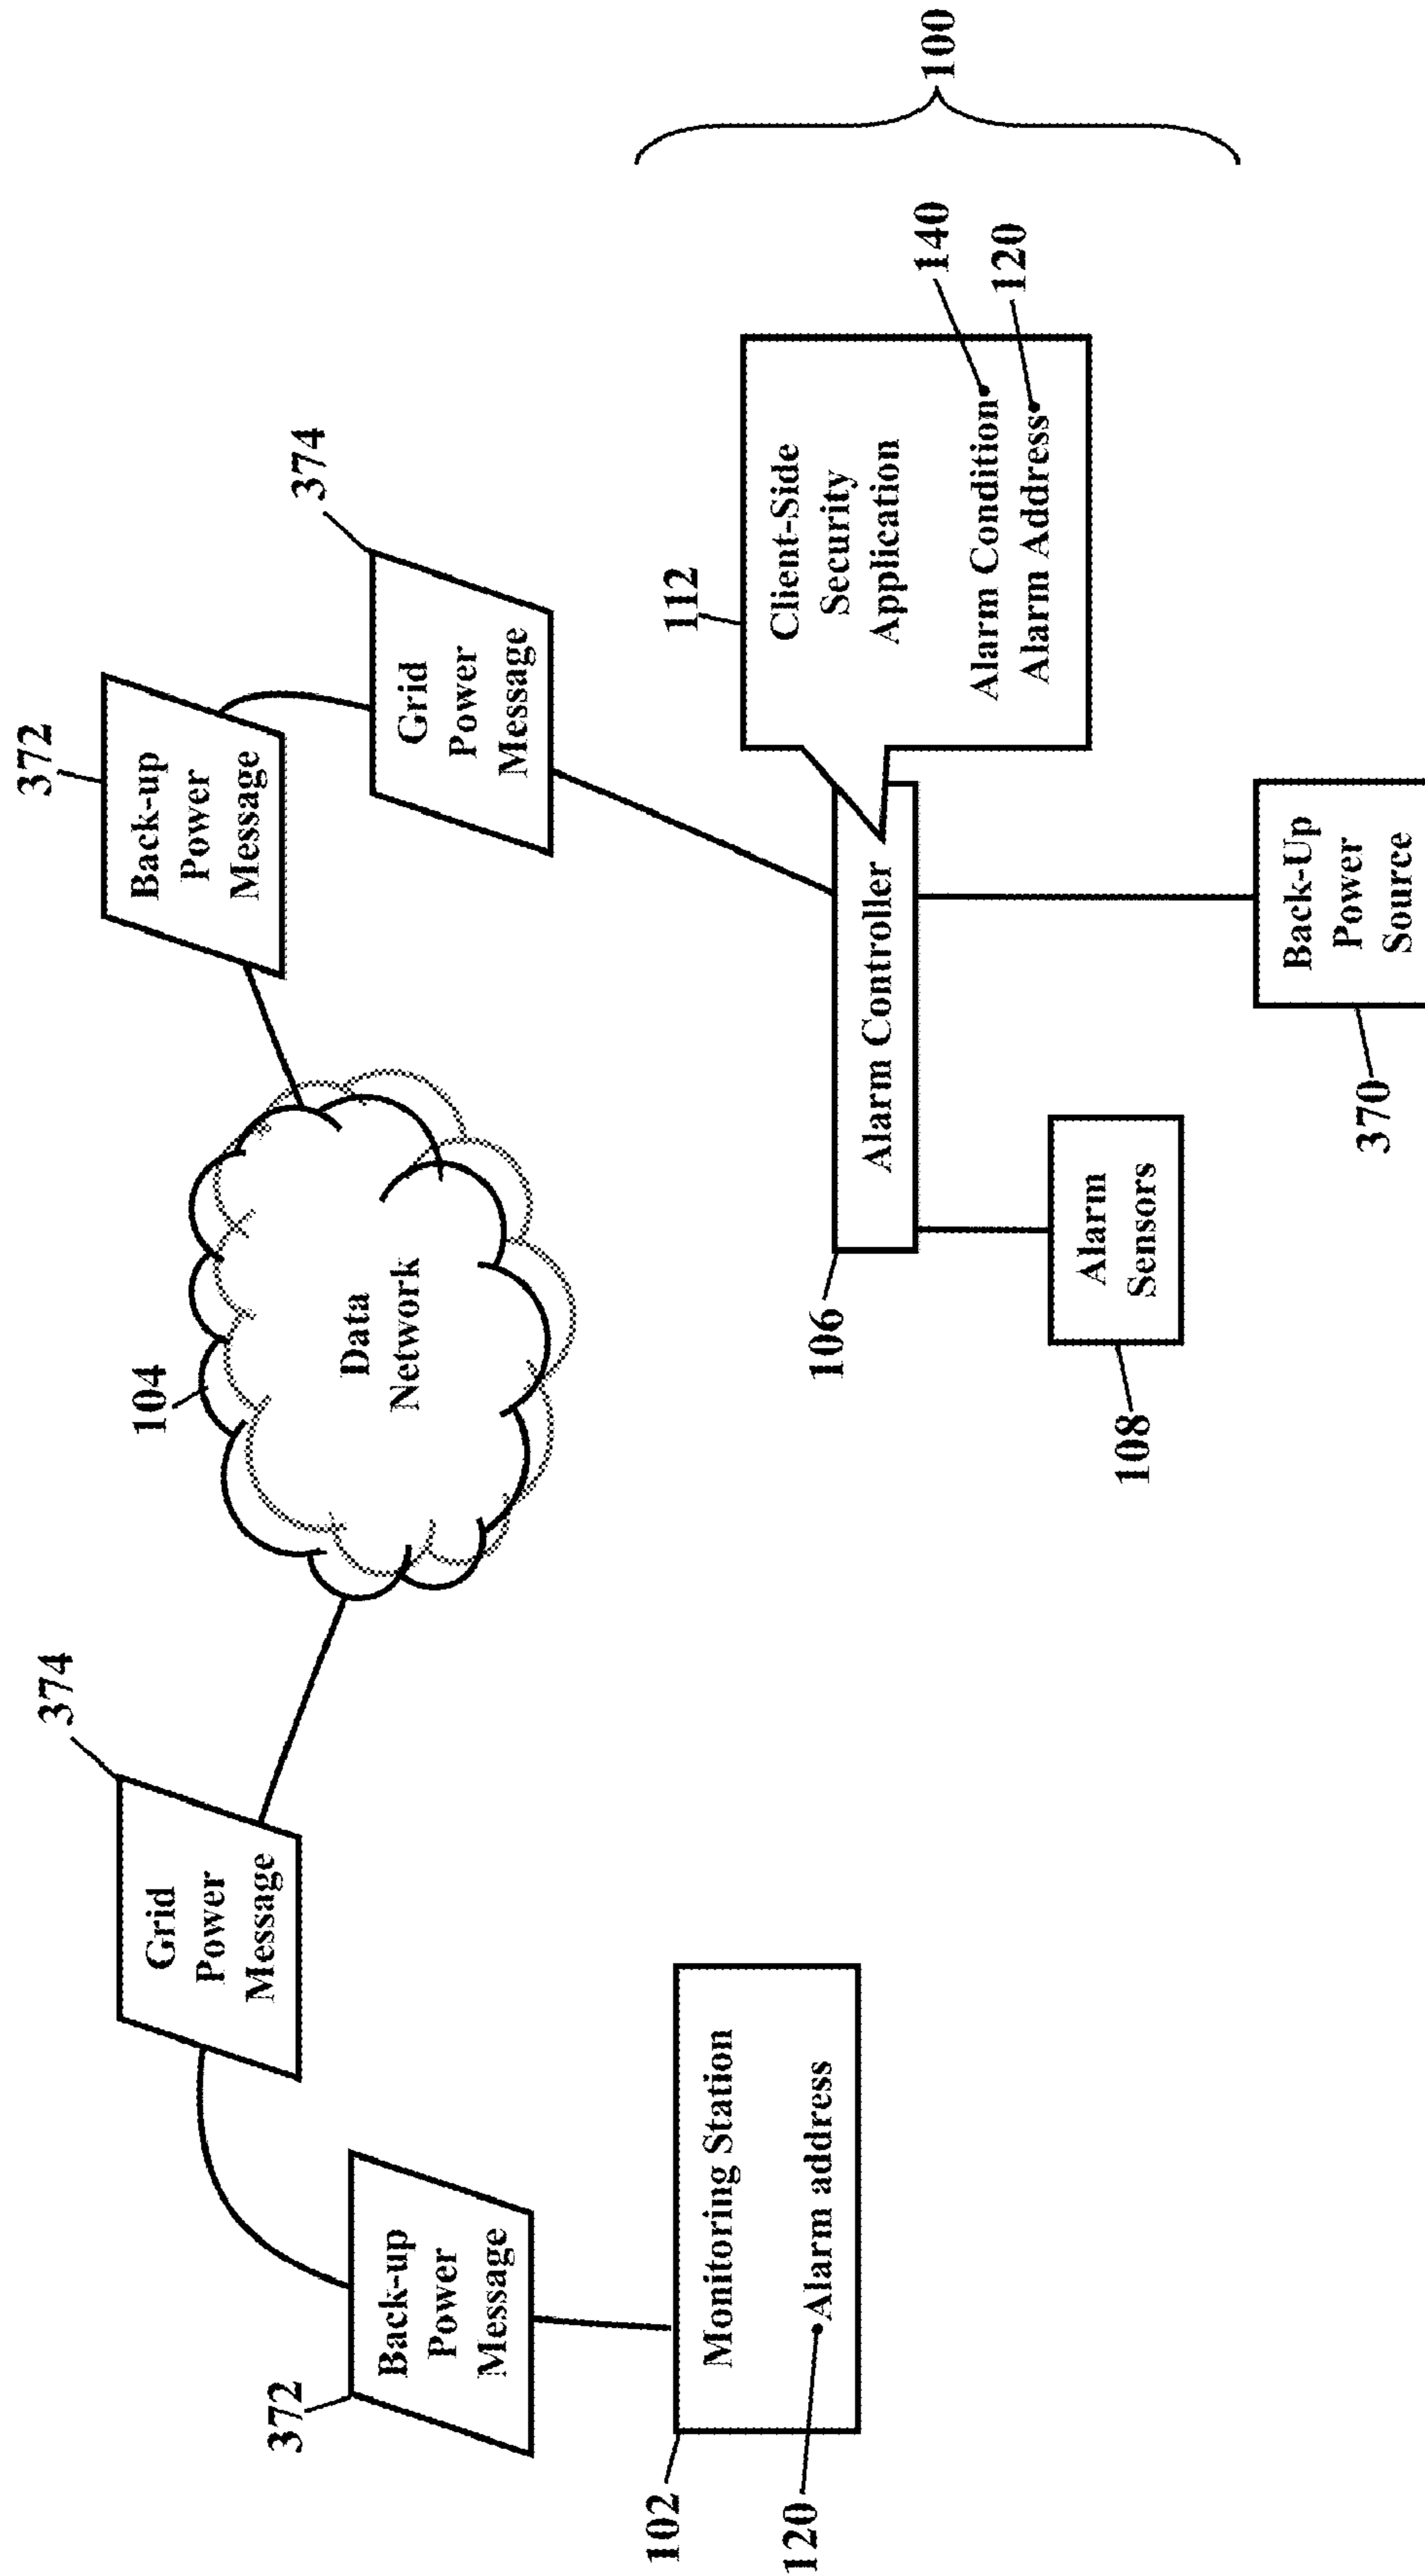 374
Grid
Power
Message
372
Back-up
Power
Message
102
Monitoring Station
120
Alarm address
104
Data
Network
372
Back-up
Power
Message
374
Grid
Power
Message
112
Client-Side
Security
Application
Alarm Condition
140
Alarm Address
120
100
106
Alarm Controller
108
Alarm
Sensors
370
Back-Up
Power
Source